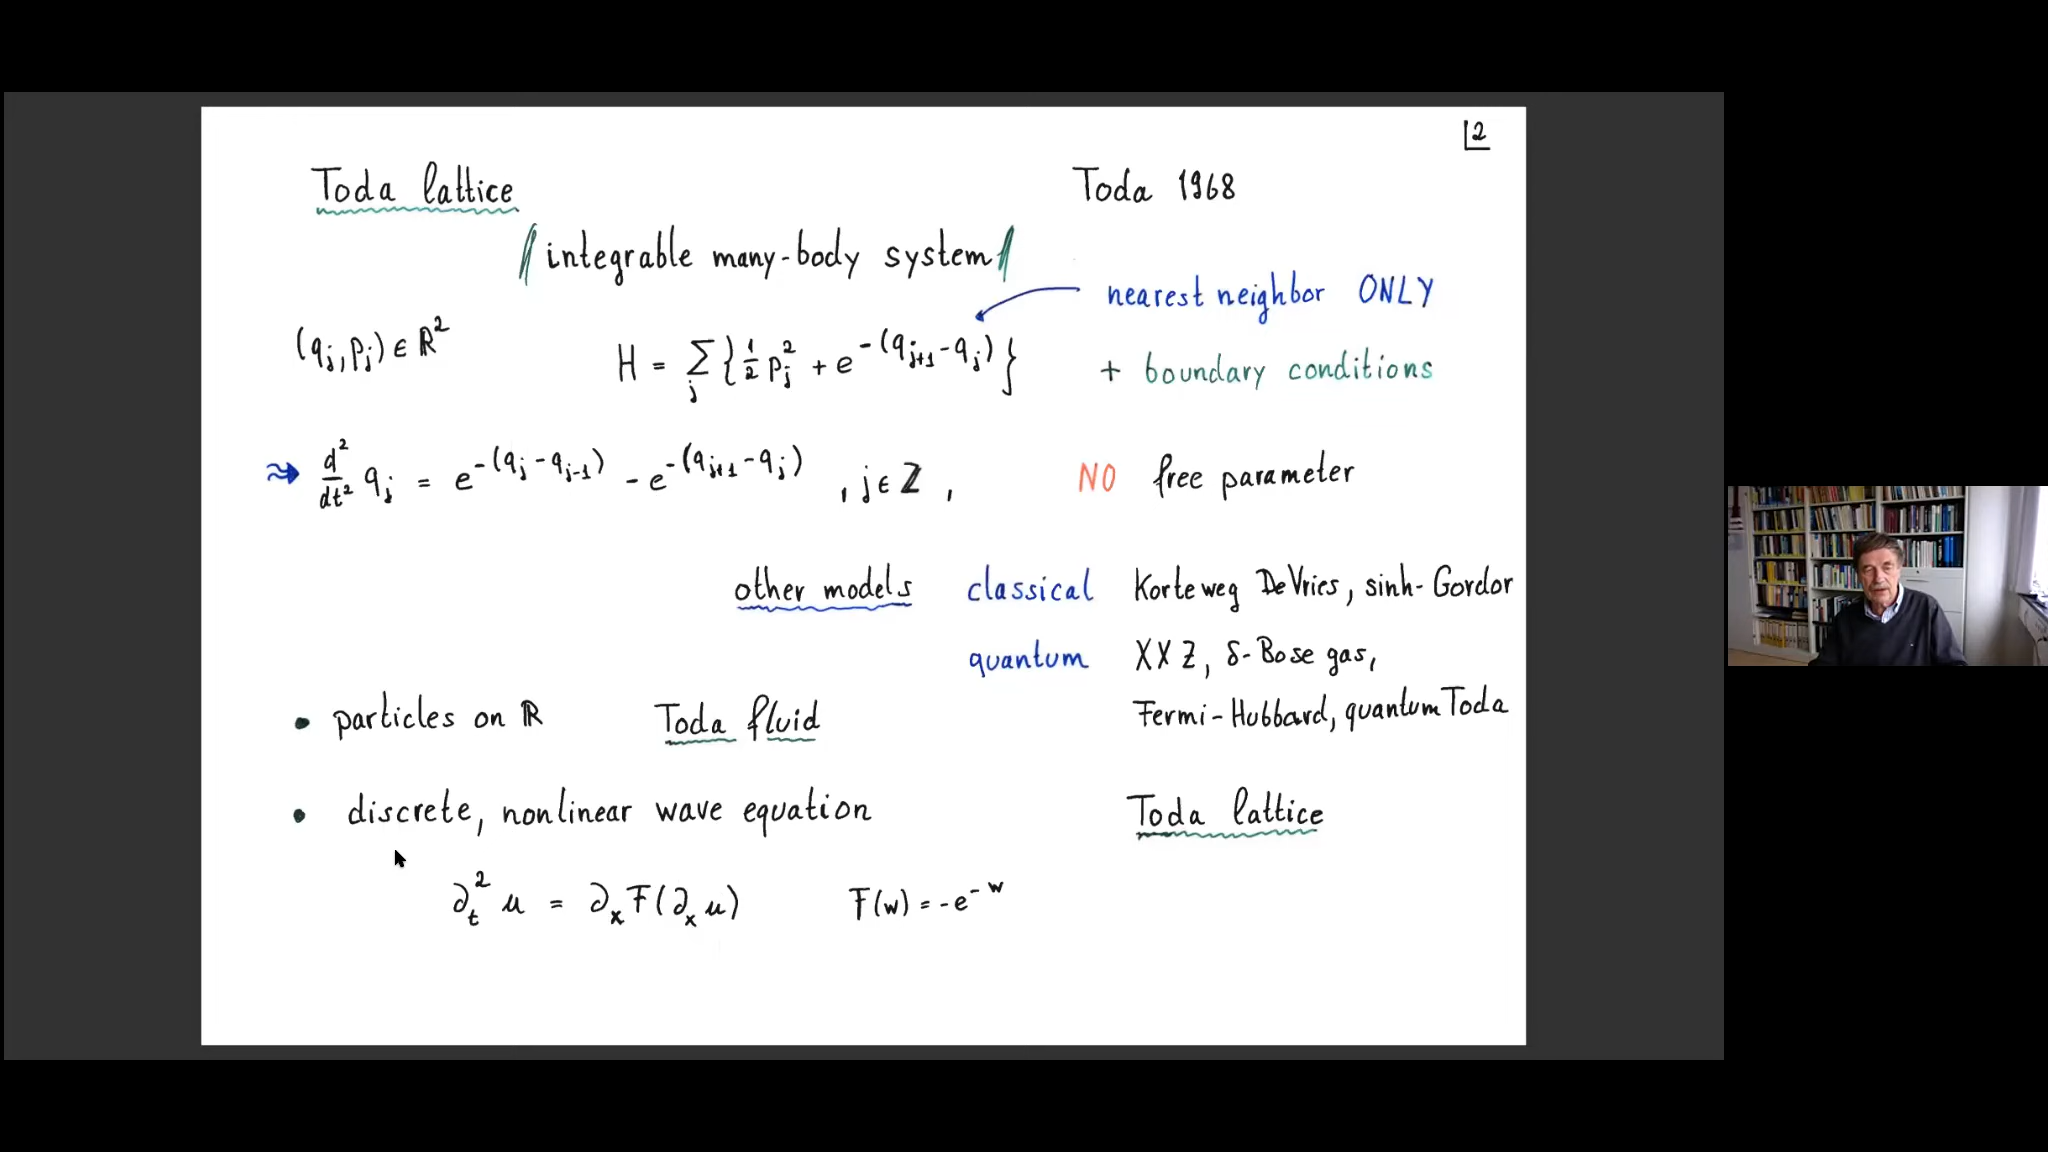 2
Toda lattice
Toda 1968
integrable many-body system
nearest neighbor ONLY
(q_j, p_j) ∈ ℝ²
H = ∑_j { ½ p_j² + e^{-(q_{j+1} - q_j)} }
+ boundary conditions
d²/dt² q_j = e^{-(q_j - q_{j-1})} - e^{-(q_{j+1} - q_j)} , j ∈ ℤ ,
NO free parameter
other models classical Korteweg DeVries, sinh-Gordor
quantum XXZ, δ-Bose gas,
Fermi-Hubbard, quantum Toda
• particles on ℝ Toda fluid
• discrete, nonlinear wave equation Toda lattice
∂_t² u = ∂_x F(∂_x u) F(w) = -e^{-w}